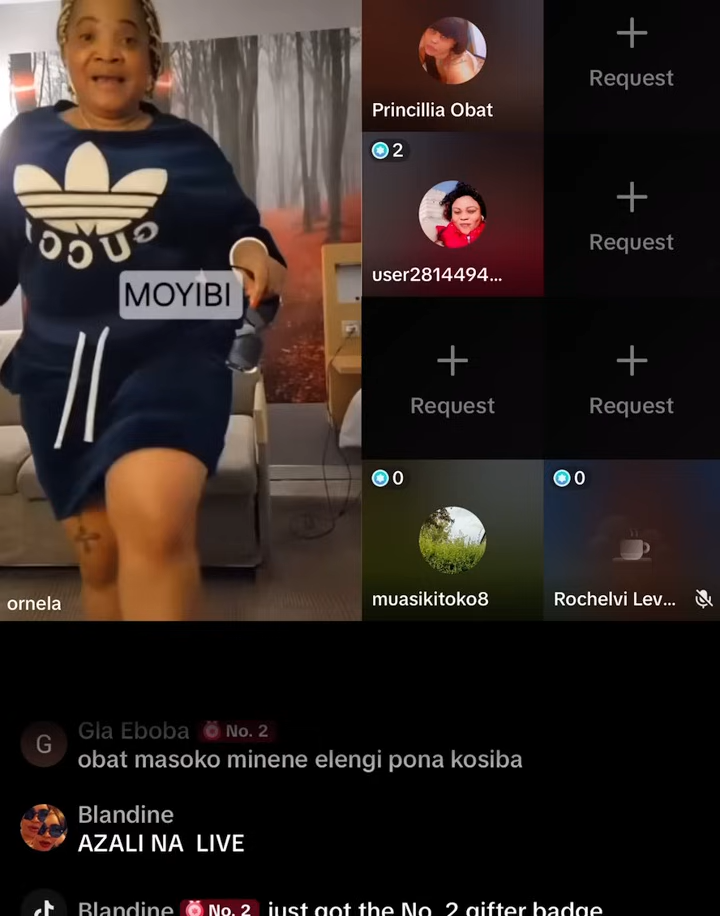 Princillia Obat
Request
2
user2814494...
Request
GUCCI
MOYIBI
Request
Request
0
muasikitoko8
0
Rochelvi Lev...
ornela
G
Gla Eboba No. 2
obat masoko minene elengi pona kosiba
Blandine
AZALI NA LIVE
Blandine No. 2 just got the No. 2 gifter badge